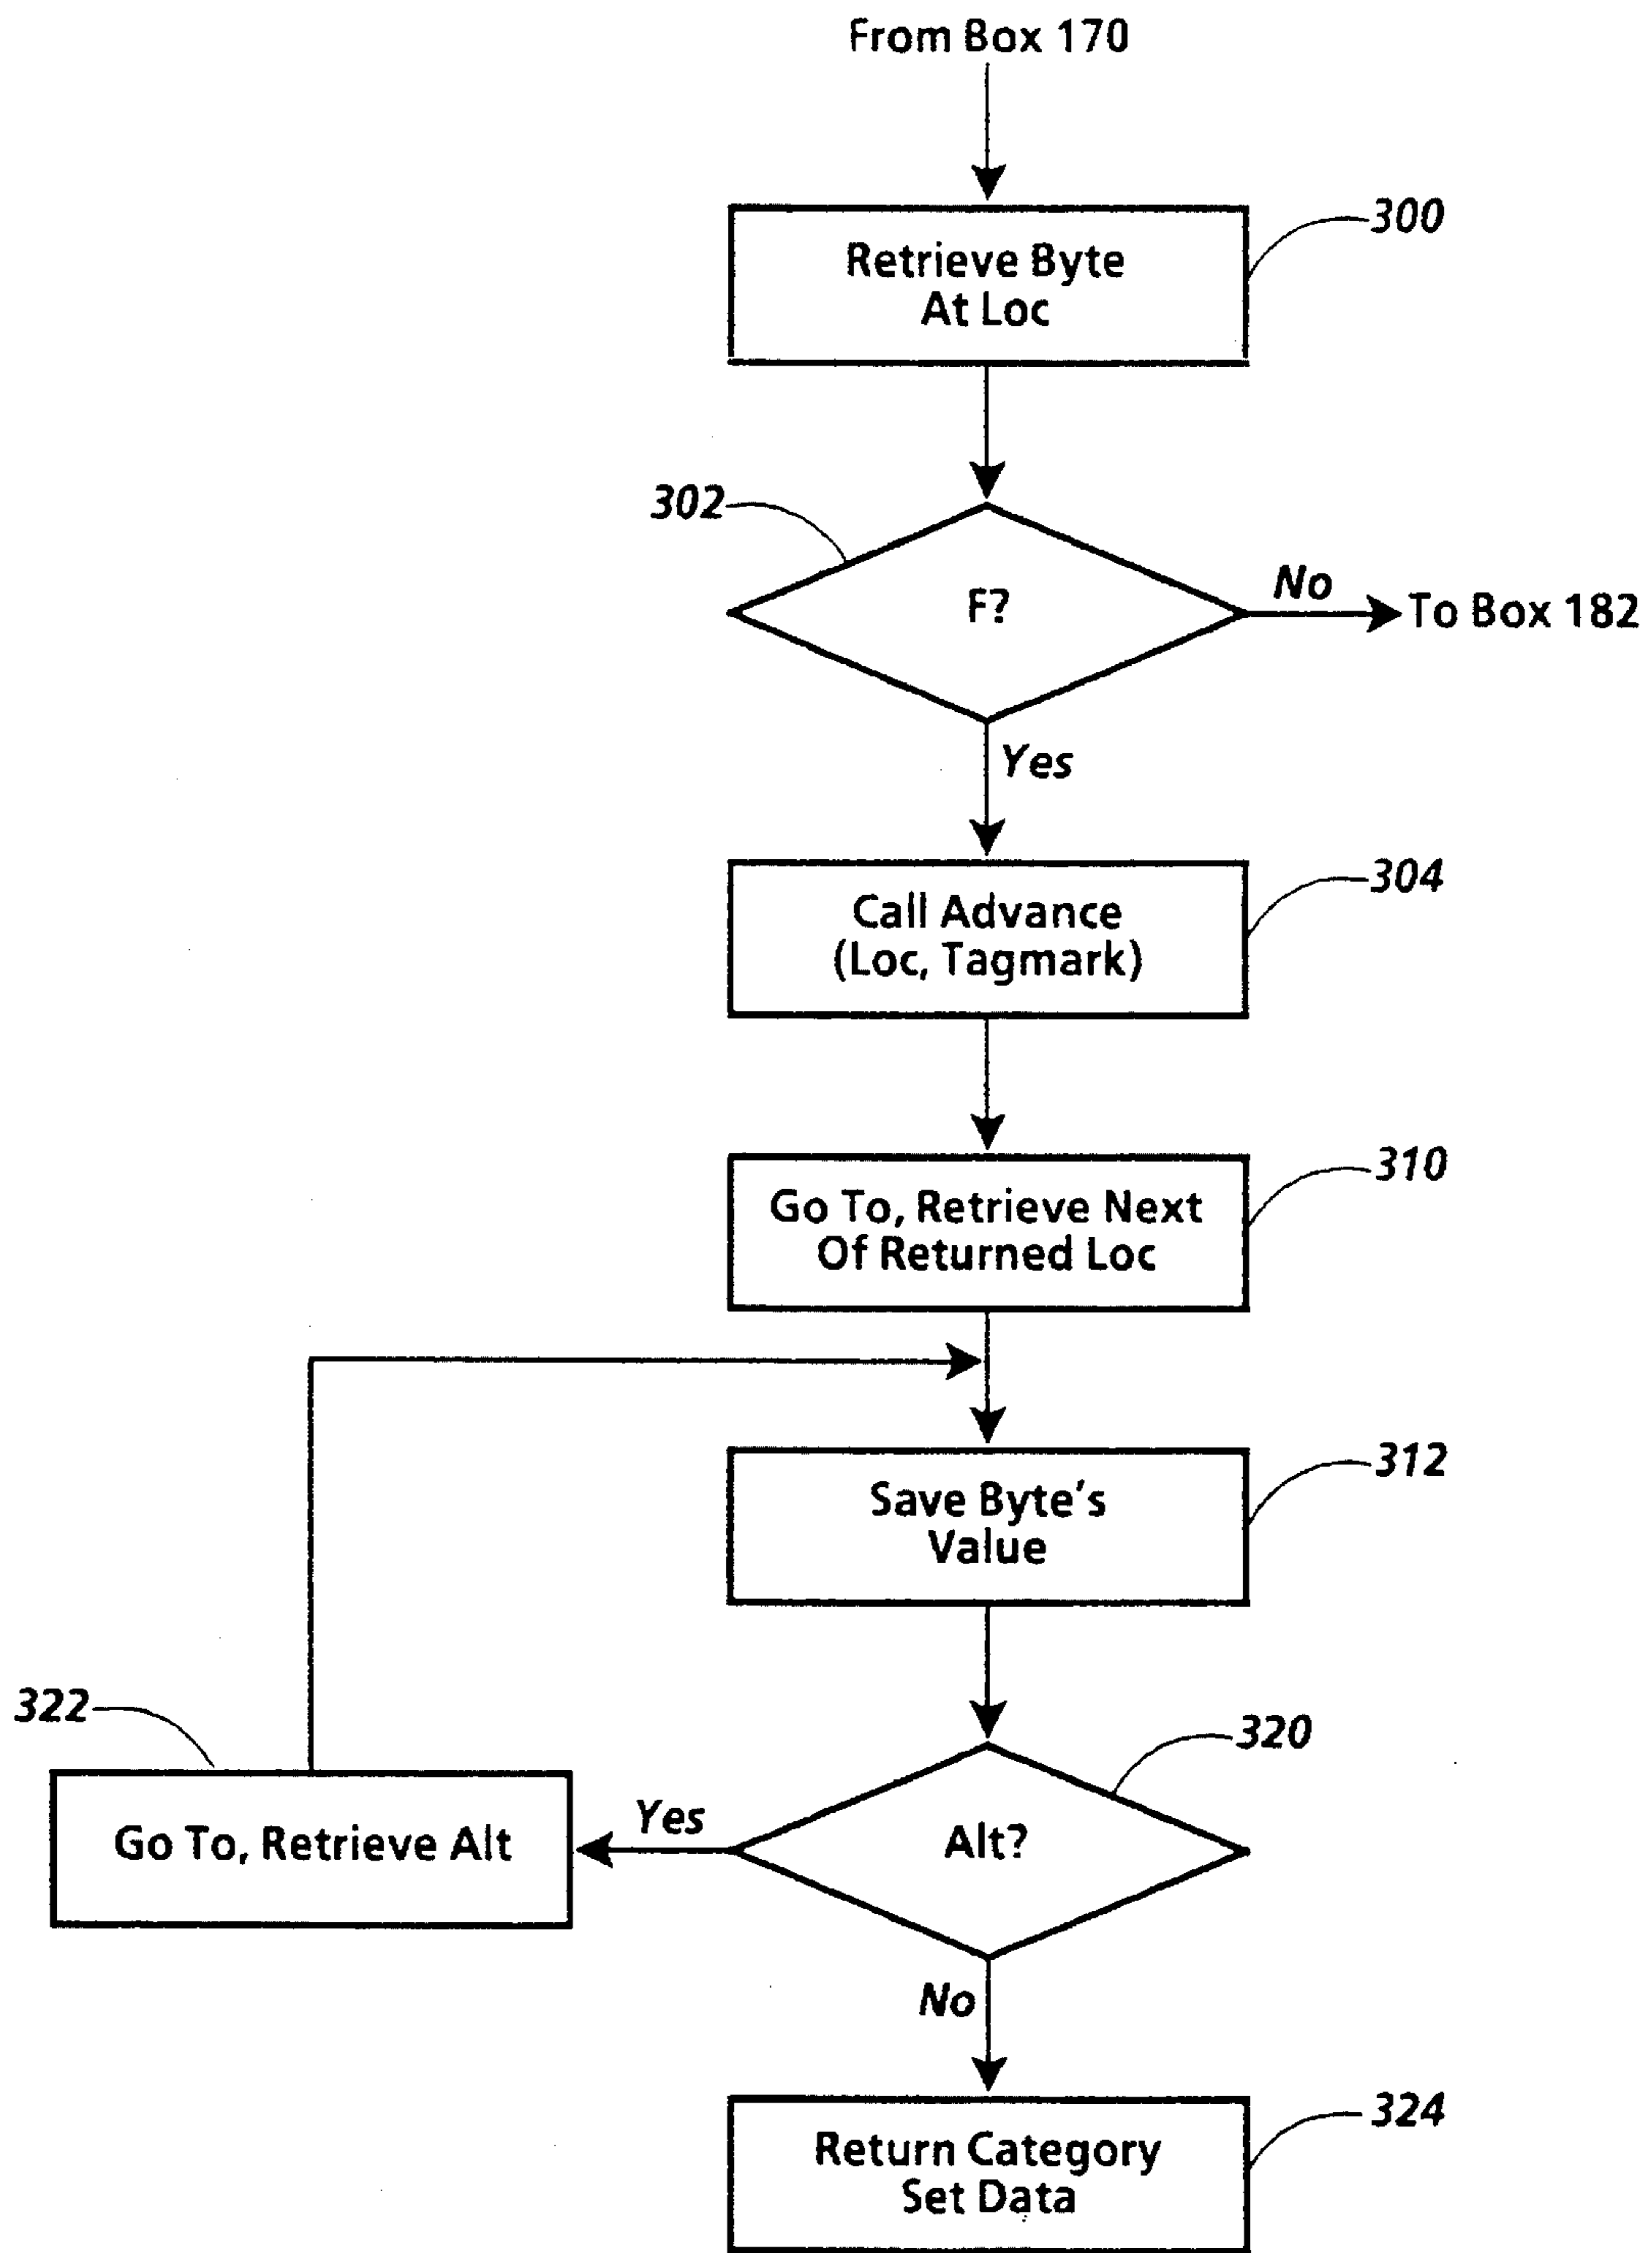 From Box 170
300
Retrieve Byte
At Loc
302
F?
No
To Box 182
Yes
304
Call Advance
(Loc, Tagmark)
310
Go To, Retrieve Next
Of Returned Loc
312
Save Byte's
Value
322
320
Go To, Retrieve Alt
Yes
Alt?
No
324
Return Category
Set Data